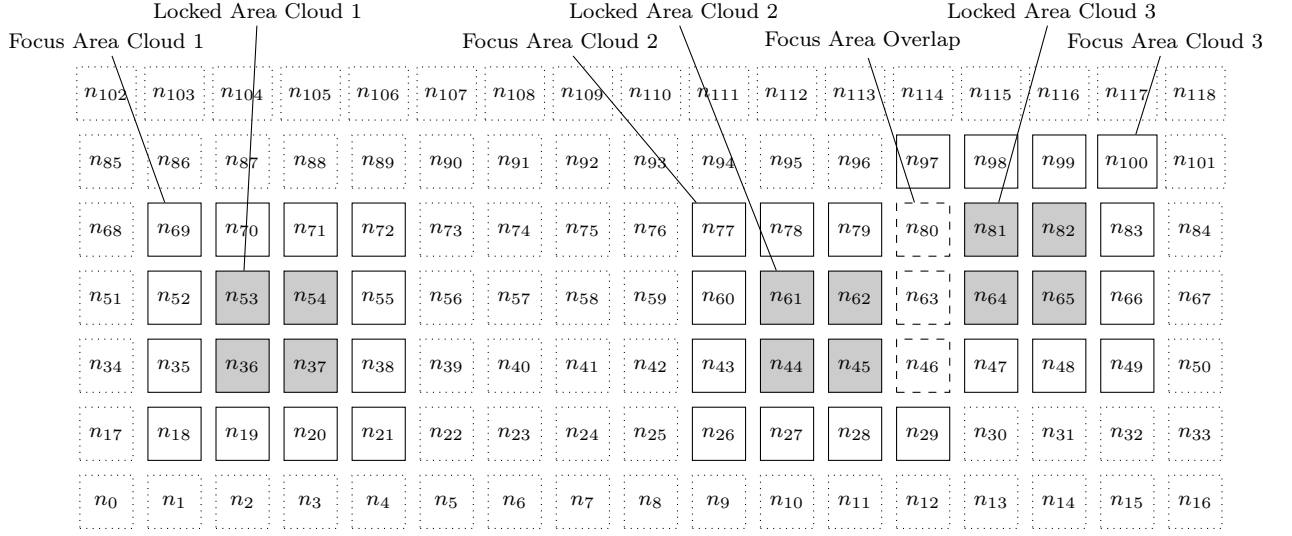 Locked Area Cloud 1 Locked Area Cloud 2 Locked Area Cloud 3
Focus Area Cloud 1 Focus Area Cloud 2 Focus Area Overlap Focus Area Cloud 3
n102 n103 n104 n105 n106 n107 n108 n109 n110 n111 n112 n113 n114 n115 n116 n117 n118
n85 n86 n87 n88 n89 n90 n91 n92 n93 n94 n95 n96 n97 n98 n99 n100 n101
n68 n69 n70 n71 n72 n73 n74 n75 n76 n77 n78 n79 n80 n81 n82 n83 n84
n51 n52 n53 n54 n55 n56 n57 n58 n59 n60 n61 n62 n63 n64 n65 n66 n67
n34 n35 n36 n37 n38 n39 n40 n41 n42 n43 n44 n45 n46 n47 n48 n49 n50
n17 n18 n19 n20 n21 n22 n23 n24 n25 n26 n27 n28 n29 n30 n31 n32 n33
n0 n1 n2 n3 n4 n5 n6 n7 n8 n9 n10 n11 n12 n13 n14 n15 n16